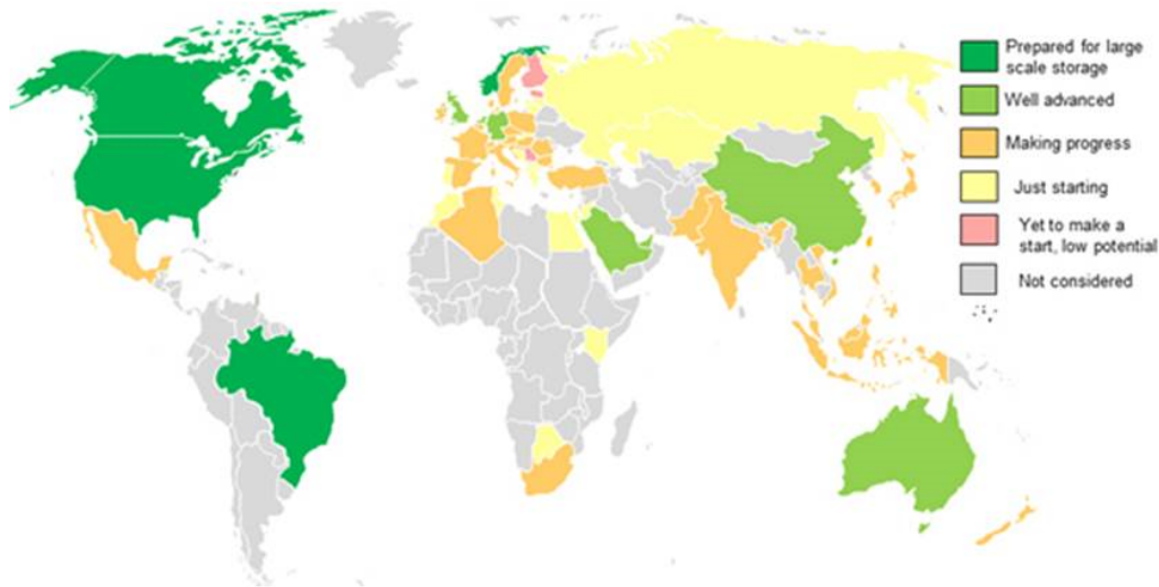 Prepared for large
scale storage
Well advanced
Making progress
Just starting
Yet to make a
start, low potential
Not considered